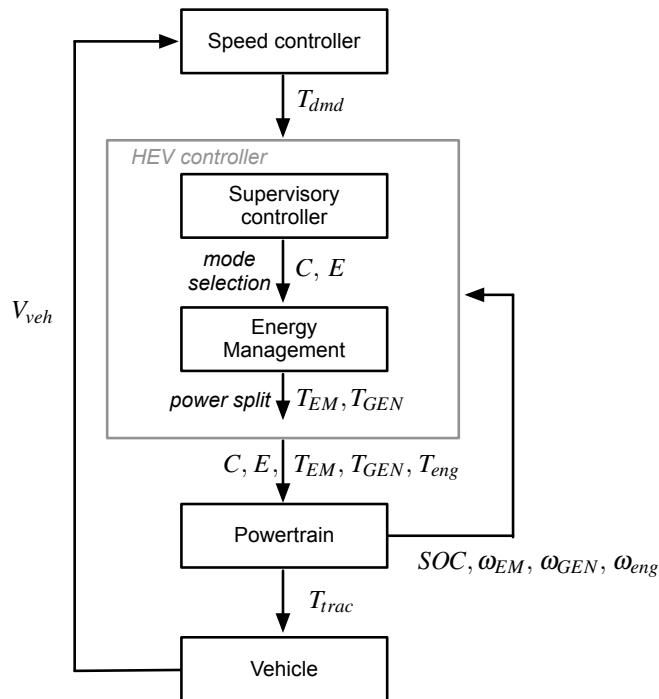 Speed controller
T_dmd
HEV controller
Supervisory
controller
mode
selection
C, E
V_veh
Energy
Management
power split
T_EM, T_GEN
C, E, T_EM, T_GEN, T_eng
Powertrain
SOC, ω_EM, ω_GEN, ω_eng
T_trac
Vehicle